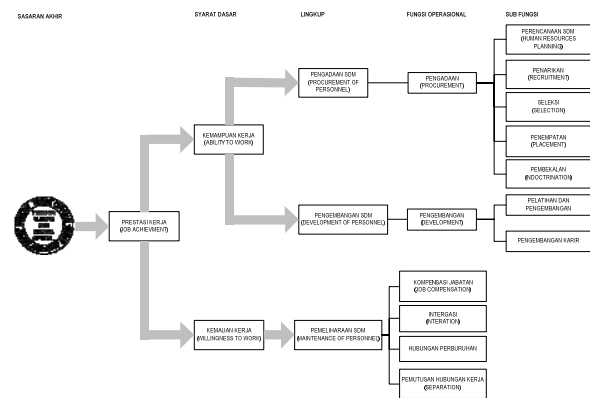 SASARAN AKHIR
SYARAT DASAR
LINGKUP
FUNGSI OPERASIONAL
SUB FUNGSI
PERENCANAAN SDM
(HUMAN RESOURCES
PLANNING)
PENGADAAN SDM
(PROCUREMENT OF
PERSONNEL)
PENGADAAN
(PROCUREMENT)
PENARIKAN
(RECRUITMENT)
SELEKSI
(SELECTION)
KEMAMPUAN KERJA
(ABILITY TO WORK)
PENEMPATAN
(PLACEMENT)
PEMBEKALAN
(INDOCTRINATION)
PRESTASI KERJA
(JOB ACHIEVMENT)
PENGEMBANGAN SDM
(DEVELOPMENT OF PERSONNEL)
PENGEMBANGAN
(DEVELOPMENT)
PELATIHAN DAN
PENGEMBANGAN
PENGEMBANGAN KARIR
KEMAUAN KERJA
(WILLINGNESS TO WORK)
PEMELIHARAAN SDM
(MAINTENANCE OF PERSONNEL)
KOMPENSASI JABATAN
(JOB COMPENSATION)
INTERGASI
(INTERATION)
HUBUNGAN PERBURUHAN
PEMUTUSAN HUBUNGAN KERJA
(SEPARATION)